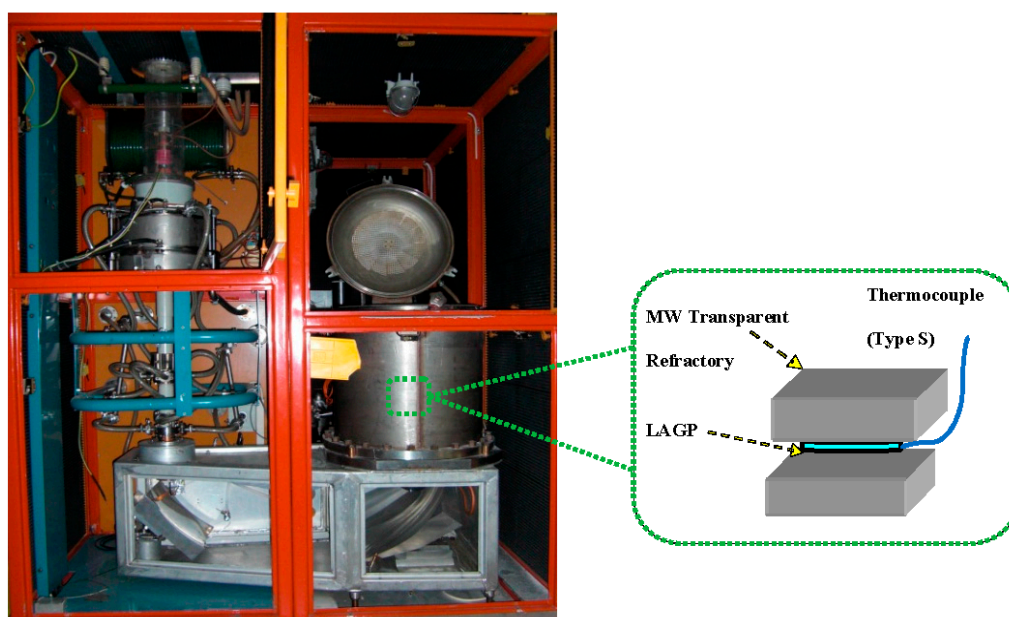 Thermocouple
(Type S)
MW Transparent
Refractory
LAGP